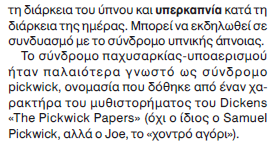 τη διάρκεια του ύπνου και υπερκαπνία κατά τη
διάρκεια της ημέρας. Μπορεί να εκδηλωθεί σε
συνδυασμό με το σύνδρομο υπνικής άπνοιας.
Το σύνδρομο παχυσαρκίας-υποαερισμού
ήταν παλαιότερα γνωστό ως σύνδρομο
pickwick, ονομασία που δόθηκε από έναν χα-
ρακτήρα του μυθιστορήματος του Dickens
«The Pickwick Papers» (όχι ο ίδιος ο Samuel
Pickwick, αλλά ο Joe, το «χοντρό αγόρι»).